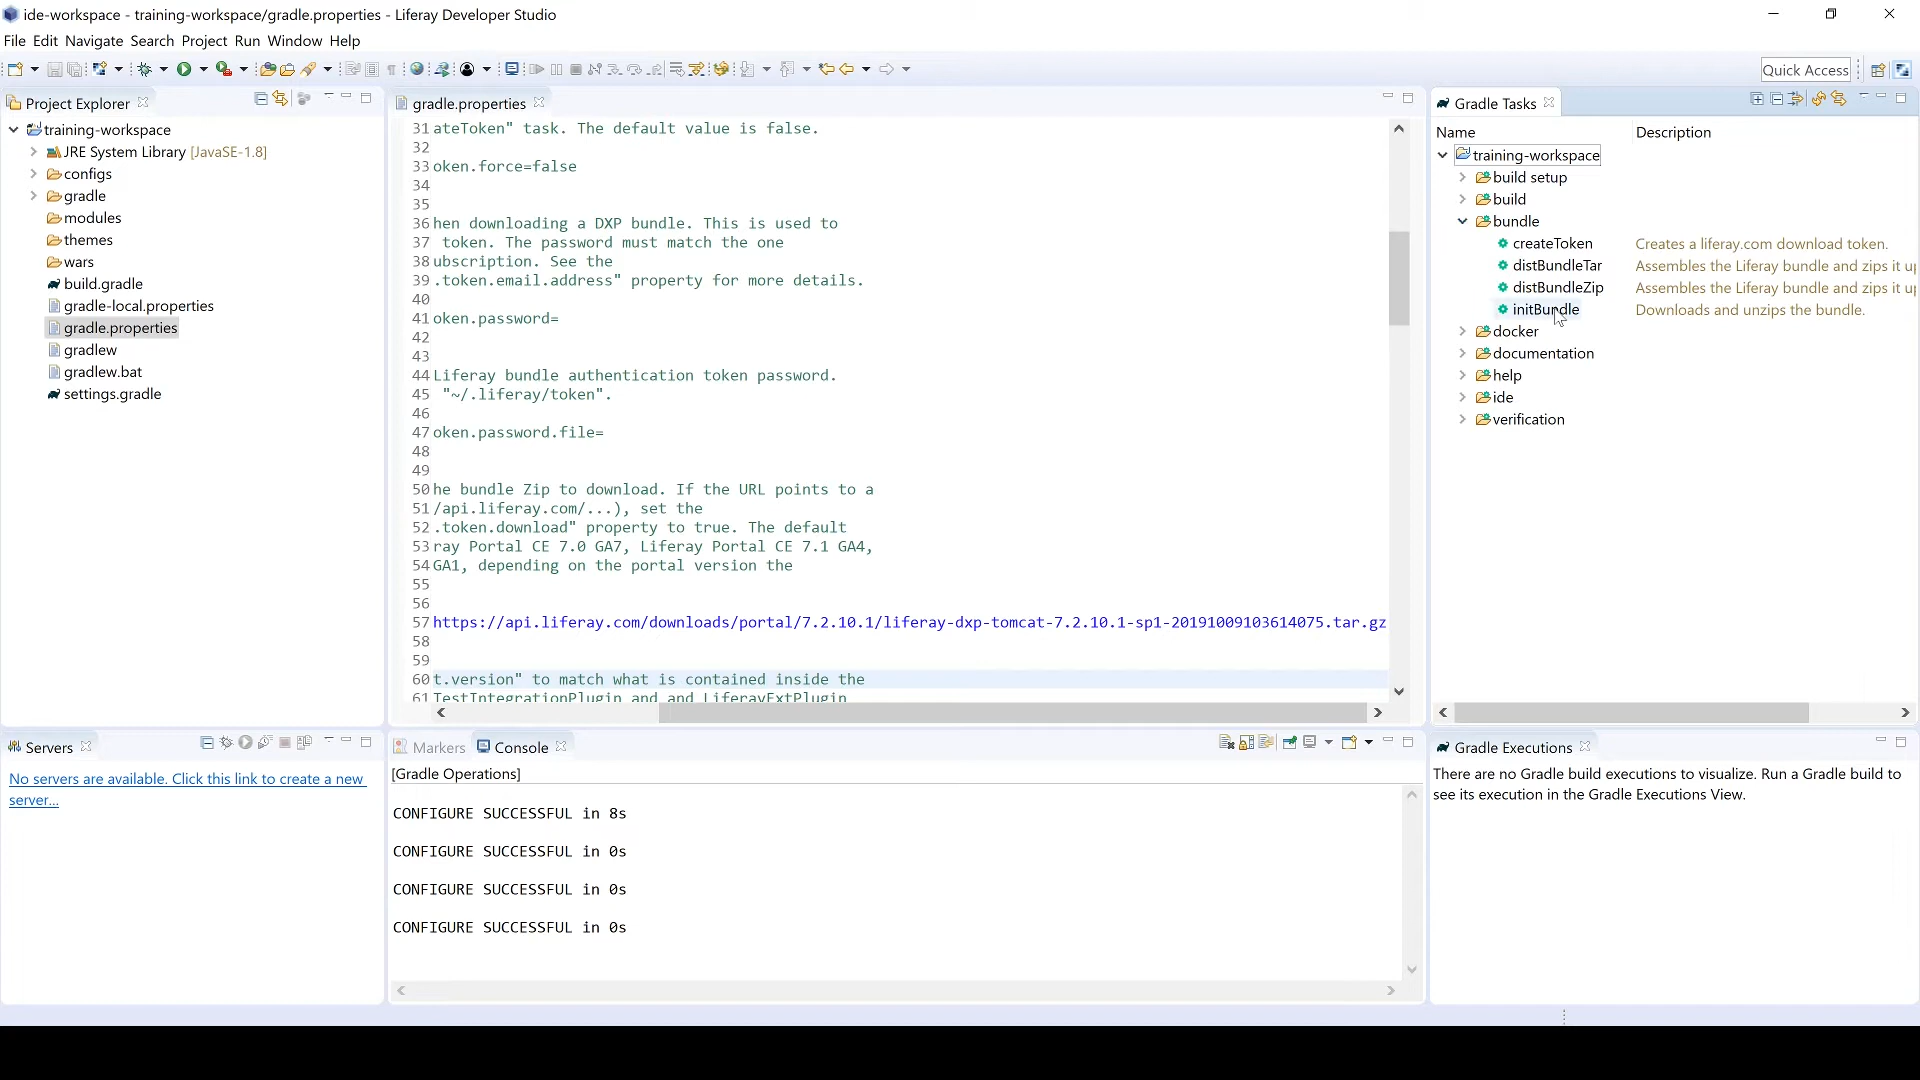 ide-workspace - training-workspace/gradle.properties - Liferay Developer Studio
File Edit Navigate Search Project Run Window Help
Quick Access
Project Explorer
training-workspace
JRE System Library [JavaSE-1.8]
configs
gradle
modules
themes
wars
build.gradle
gradle-local.properties
gradle.properties
gradlew
gradlew.bat
settings.gradle
gradle.properties
31 ateToken" task. The default value is false.
32
33 oken.force=false
34
35
36 hen downloading a DXP bundle. This is used to
37 token. The password must match the one
38 ubscription. See the
39 .token.email.address" property for more details.
40
41 oken.password=
42
43
44 Liferay bundle authentication token password.
45 "~/.liferay/token".
46
47 oken.password.file=
48
49
50 he bundle Zip to download. If the URL points to a
51 /api.liferay.com/...), set the
52 .token.download" property to true. The default
53 ray Portal CE 7.0 GA7, Liferay Portal CE 7.1 GA4,
54 GA1, depending on the portal version the
55
56
57 https://api.liferay.com/downloads/portal/7.2.10.1/liferay-dxp-tomcat-7.2.10.1-sp1-20191009103614075.tar.gz
58
59
60 t.version" to match what is contained inside the
61 TestIntegrationPlugin and and LiferayExtPlugin
Gradle Tasks
Name Description
training-workspace
build setup
build
bundle
createToken Creates a liferay.com download token.
distBundleTar Assembles the Liferay bundle and zips it up
distBundleZip Assembles the Liferay bundle and zips it up
initBundle Downloads and unzips the bundle.
docker
documentation
help
ide
verification
Servers
No servers are available. Click this link to create a new
server...
Markers Console
[Gradle Operations]
CONFIGURE SUCCESSFUL in 8s
CONFIGURE SUCCESSFUL in 0s
CONFIGURE SUCCESSFUL in 0s
CONFIGURE SUCCESSFUL in 0s
Gradle Executions
There are no Gradle build executions to visualize. Run a Gradle build to
see its execution in the Gradle Executions View.